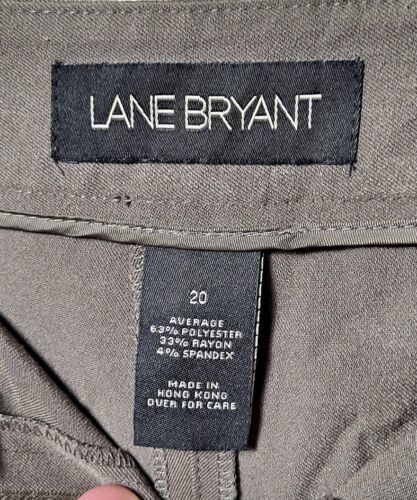 LANE BRYANT
20
AVERAGE
63% POLYESTER
33% RAYON
4% SPANDEX
MADE IN
HONG KONG
OVER FOR CARE